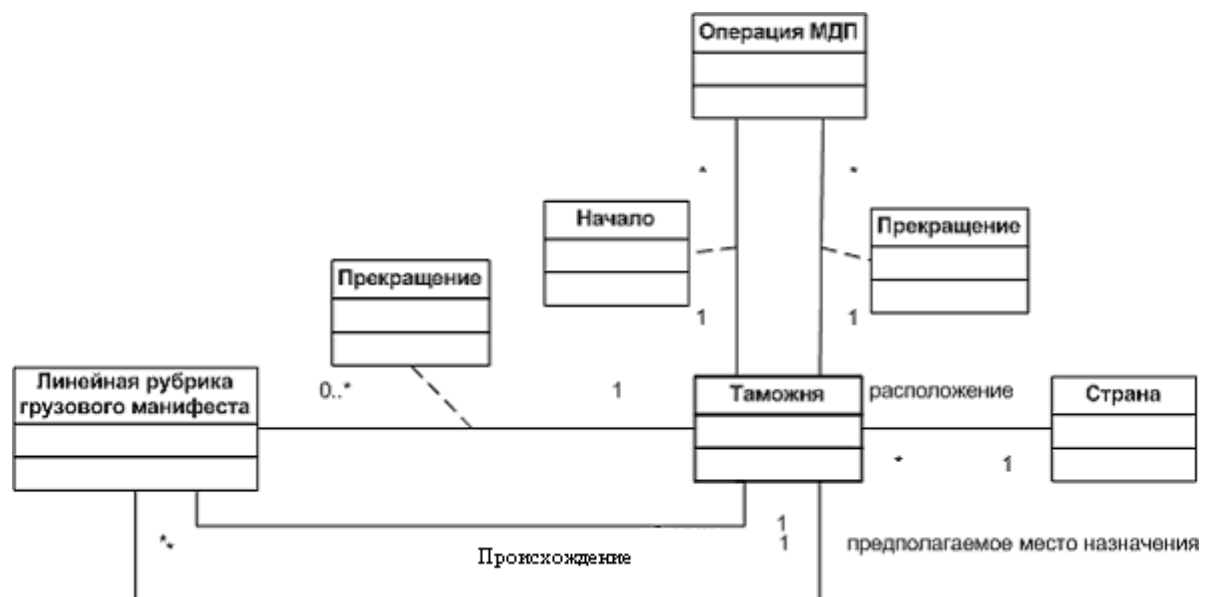 Операция МДП
* *
Начало
Прекращение
Прекращение
1 1
Линейная рубрика
грузового манифеста
0..* 1
Таможня
расположение
Страна
* 1
*
*
1
1
предполагаемое место назначения
Происхождение